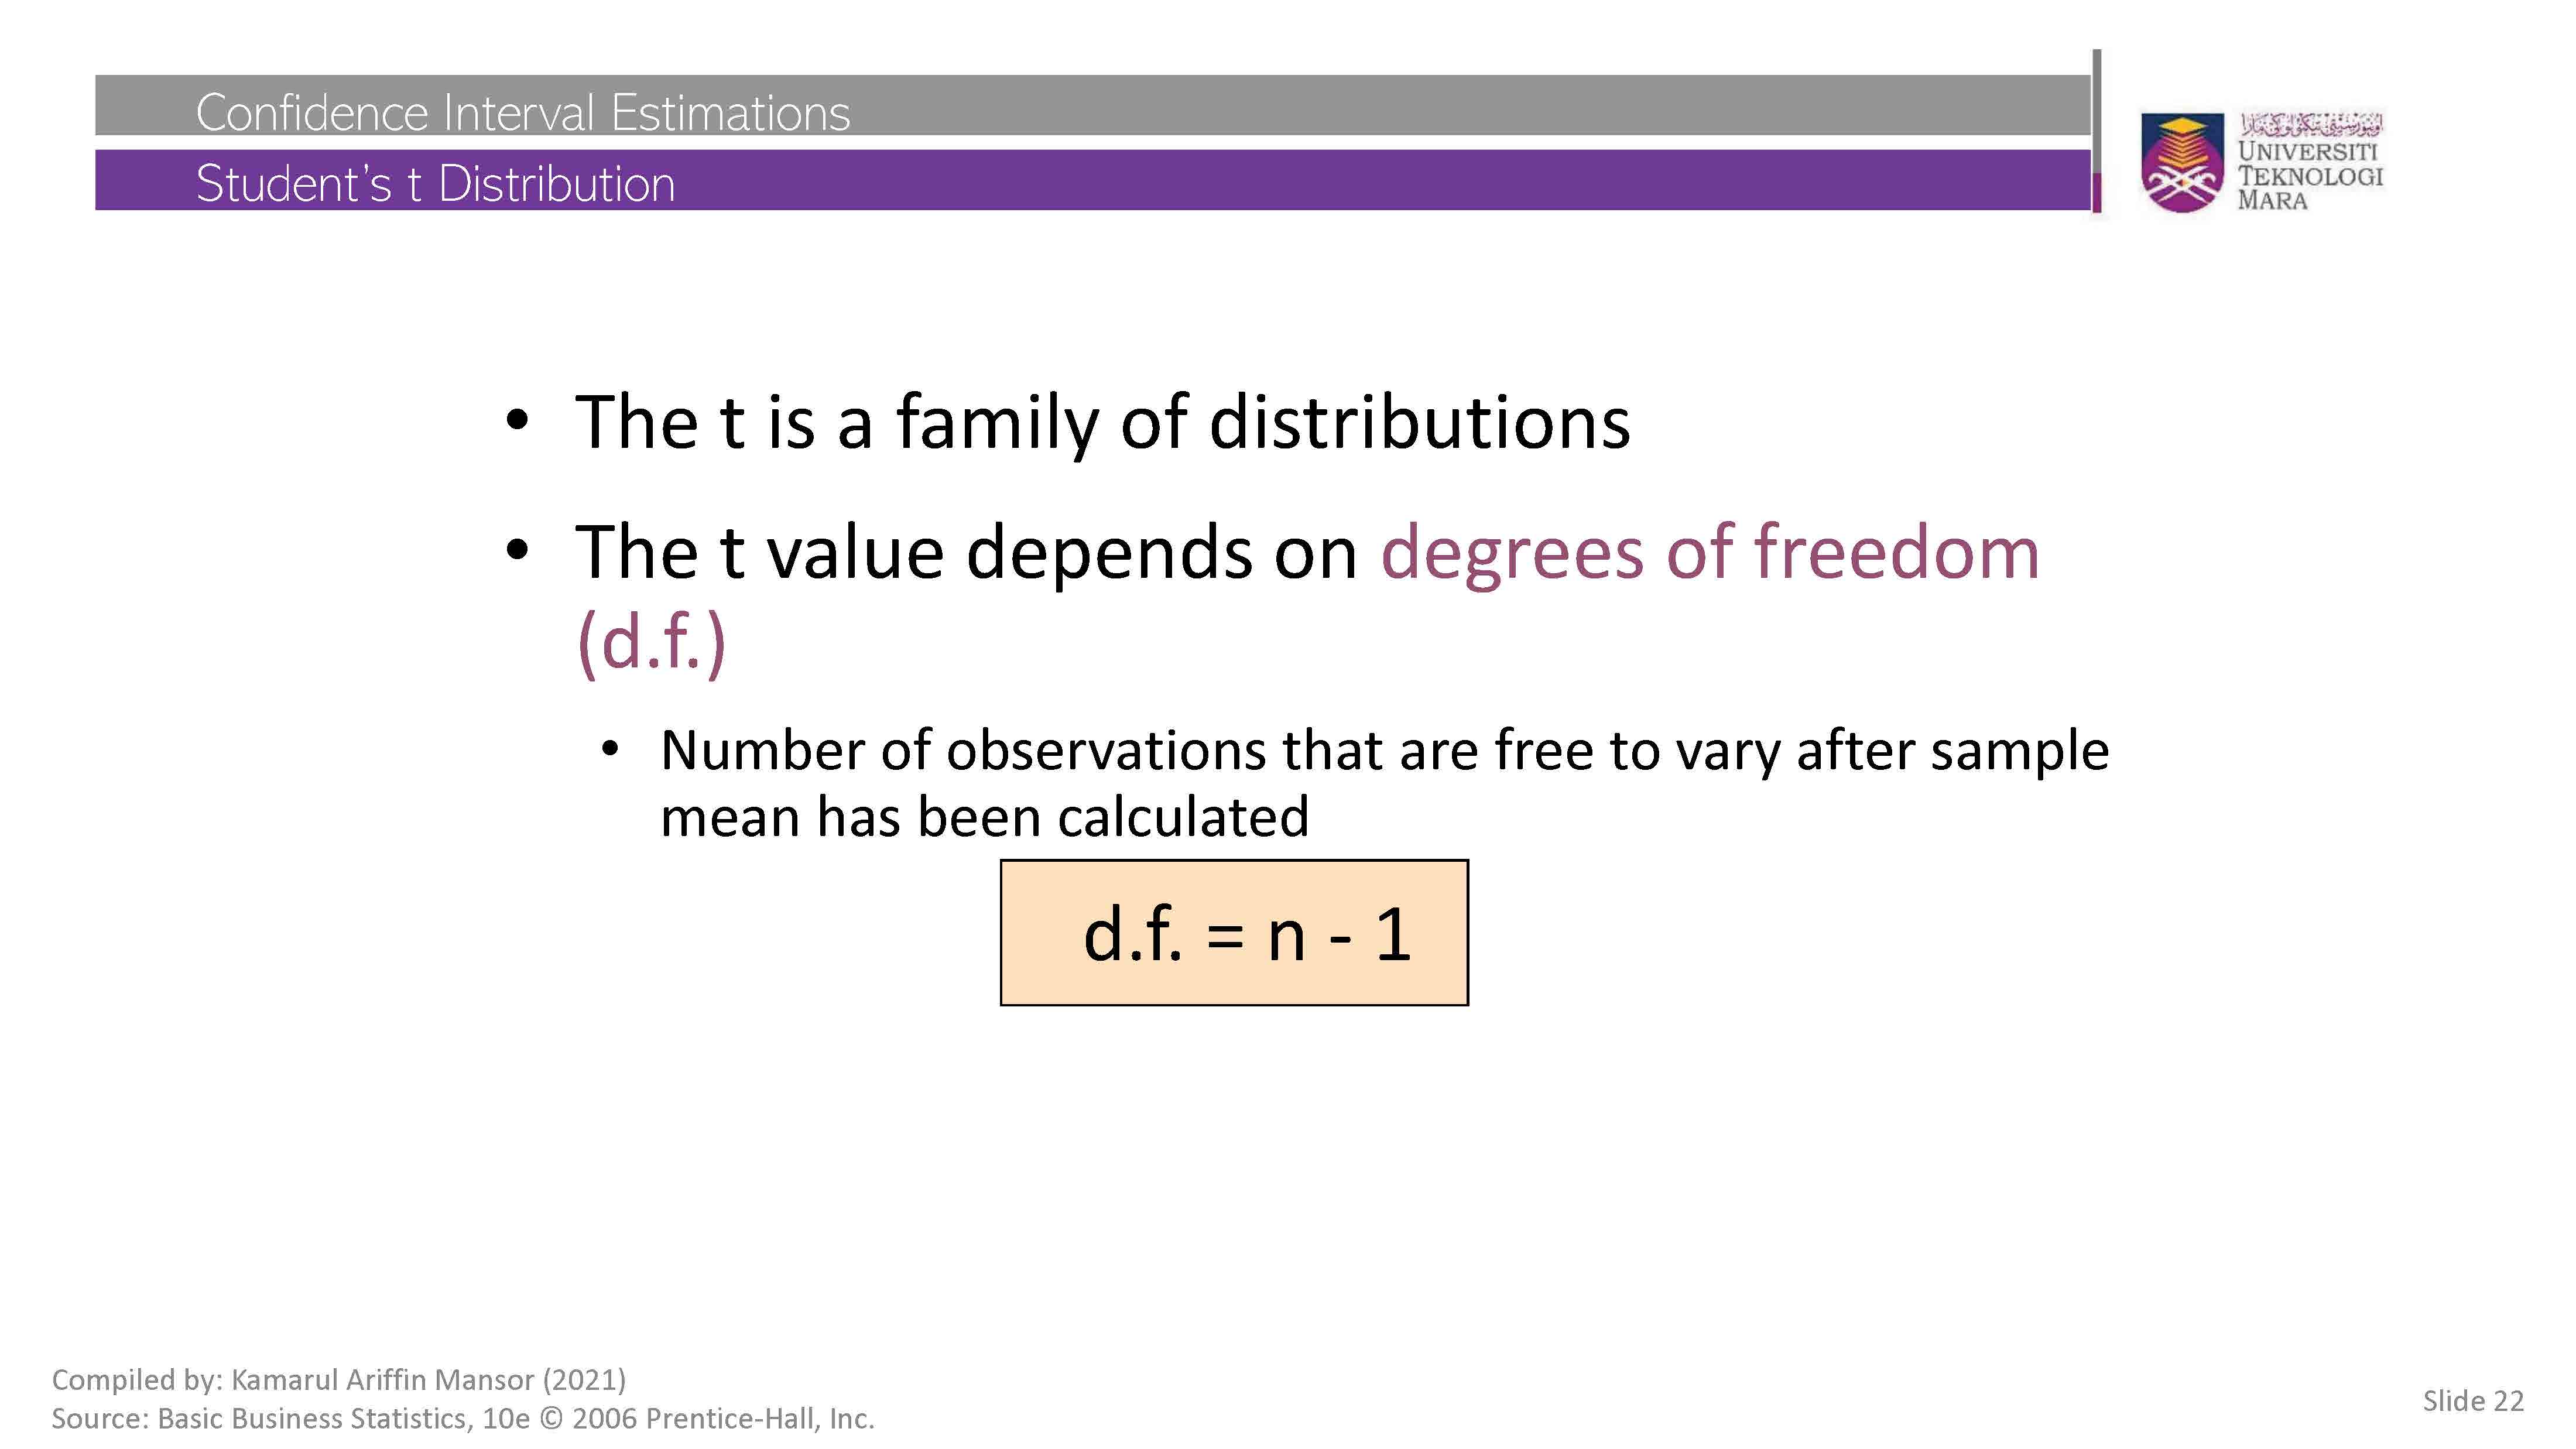 Confidence Interval Estimations
Student’s t Distribution
UNIVERSITI
TEKNOLOGI
MARA
• The t is a family of distributions
• The t value depends on degrees of freedom
(d.f.)
• Number of observations that are free to vary after sample
mean has been calculated
d.f. = n - 1
Compiled by: Kamarul Ariffin Mansor (2021)
Source: Basic Business Statistics, 10e © 2006 Prentice-Hall, Inc.
Slide 22